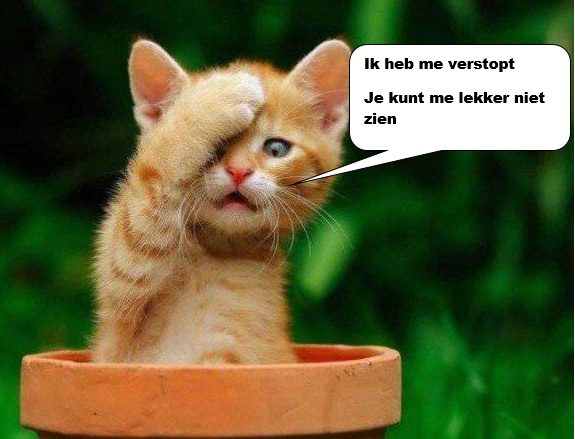 Ik heb me verstopt
Je kunt me lekker niet
zien